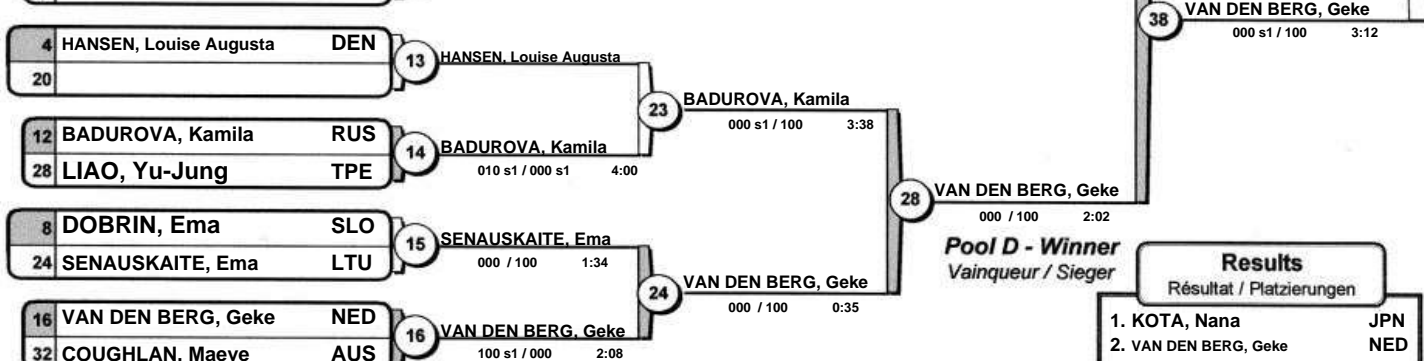 38 VAN DEN BERG, Geke
000 s1 / 100 3:12
4 HANSEN, Louise Augusta DEN
20
13 HANSEN, Louise Augusta
12 BADUROVA, Kamila RUS
28 LIAO, Yu-Jung TPE
14 BADUROVA, Kamila
010 s1 / 000 s1 4:00
23 BADUROVA, Kamila
000 s1 / 100 3:38
8 DOBRIN, Ema SLO
24 SENAUSKAITE, Ema LTU
15 SENAUSKAITE, Ema
000 / 100 1:34
16 VAN DEN BERG, Geke NED
32 COUGHLAN, Maeve AUS
16 VAN DEN BERG, Geke
100 s1 / 000 2:08
24 VAN DEN BERG, Geke
000 / 100 0:35
28 VAN DEN BERG, Geke
000 / 100 2:02
Pool D - Winner
Vainqueur / Sieger
Results
Résultat / Platzierungen
1. KOTA, Nana JPN
2. VAN DEN BERG, Geke NED